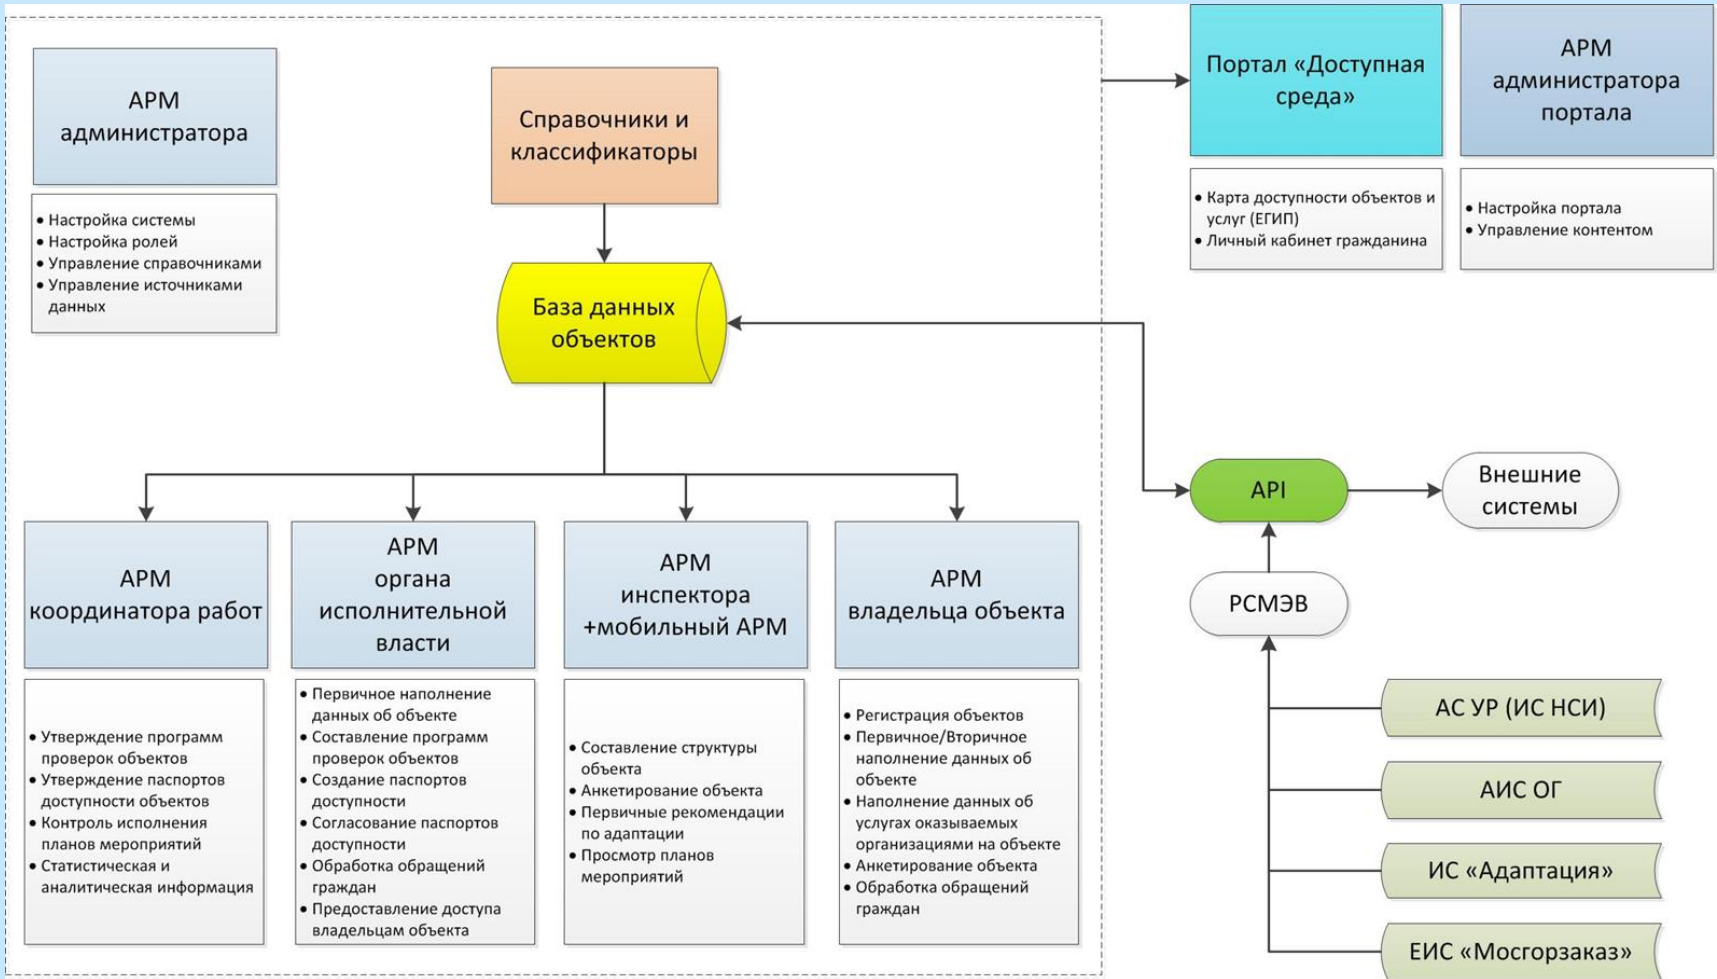 АРМ
администратора
• Настройка системы
• Настройка ролей
• Управление справочниками
• Управление источниками
данных
Справочники и
классификаторы
База данных
объектов
Портал «Доступная
среда»
• Карта доступности объектов и
услуг (ЕГИП)
• Личный кабинет гражданина
АРМ
администратора
портала
• Настройка портала
• Управление контентом
АРМ
координатора работ
• Утверждение программ
проверок объектов
• Утверждение паспортов
доступности объектов
• Контроль исполнения
планов мероприятий
• Статистическая и
аналитическая информация
АРМ
органа
исполнительной
власти
• Первичное наполнение
данных об объекте
• Составление программ
проверок объектов
• Создание паспортов
доступности
• Согласование паспортов
доступности
• Обработка обращений
граждан
• Предоставление доступа
владельцам объекта
АРМ
инспектора
+мобильный АРМ
• Составление структуры
объекта
• Анкетирование объекта
• Первичные рекомендации
по адаптации
• Просмотр планов
мероприятий
АРМ
владельца объекта
• Регистрация объектов
• Первичное/Вторичное
наполнение данных об
объекте
• Наполнение данных об
услугах оказываемых
организациями на объекте
• Анкетирование объекта
• Обработка обращений
граждан
API
Внешние
системы
РСМЭВ
АС УР (ИС НСИ)
АИС ОГ
ИС «Адаптация»
ЕИС «Мосгорзаказ»